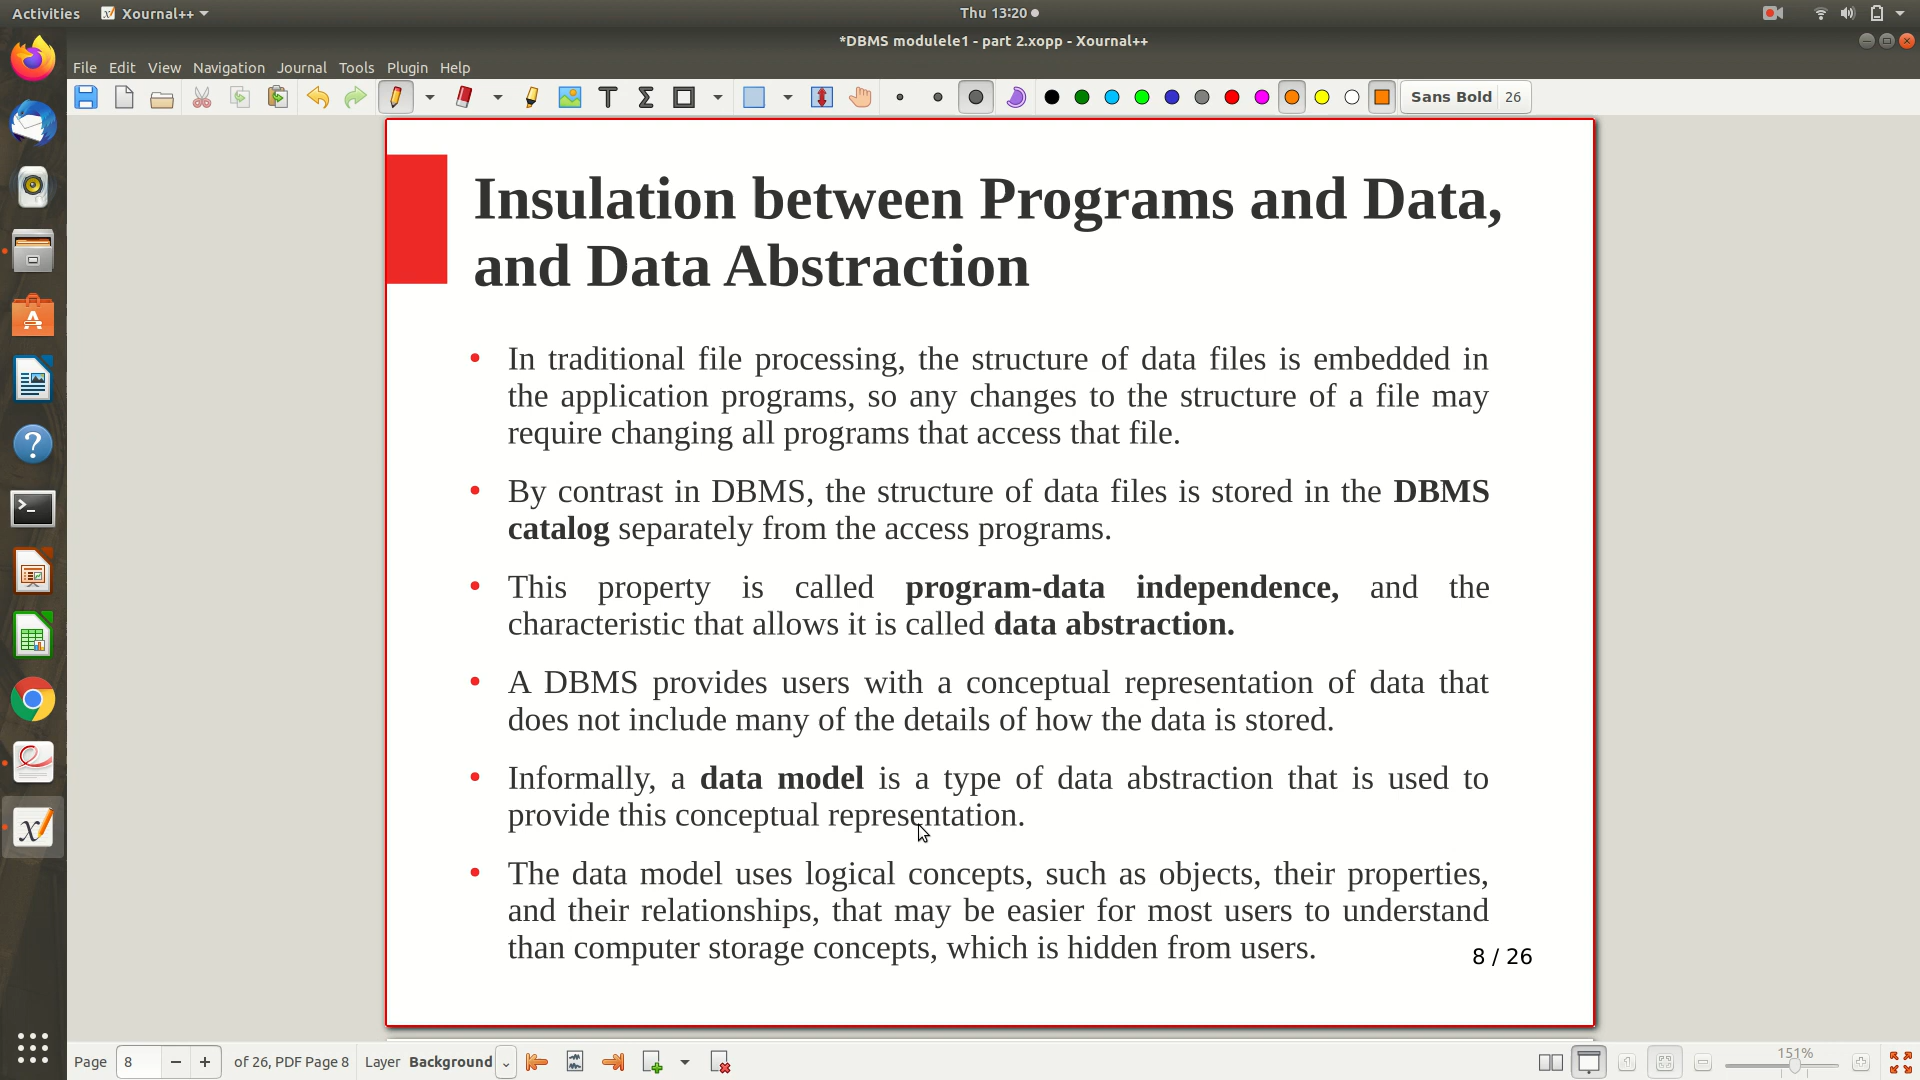 Activities Xournal++ Thu 13:20
*DBMS modulele1 - part 2.xopp - Xournal++
File Edit View Navigation Journal Tools Plugin Help
Sans Bold 26
Insulation between Programs and Data,
and Data Abstraction
• In traditional file processing, the structure of data files is embedded in
the application programs, so any changes to the structure of a file may
require changing all programs that access that file.
• By contrast in DBMS, the structure of data files is stored in the DBMS
catalog separately from the access programs.
• This property is called program-data independence, and the
characteristic that allows it is called data abstraction.
• A DBMS provides users with a conceptual representation of data that
does not include many of the details of how the data is stored.
• Informally, a data model is a type of data abstraction that is used to
provide this conceptual representation.
• The data model uses logical concepts, such as objects, their properties,
and their relationships, that may be easier for most users to understand
than computer storage concepts, which is hidden from users.
8 / 26
Page 8 of 26, PDF Page 8 Layer Background 151%